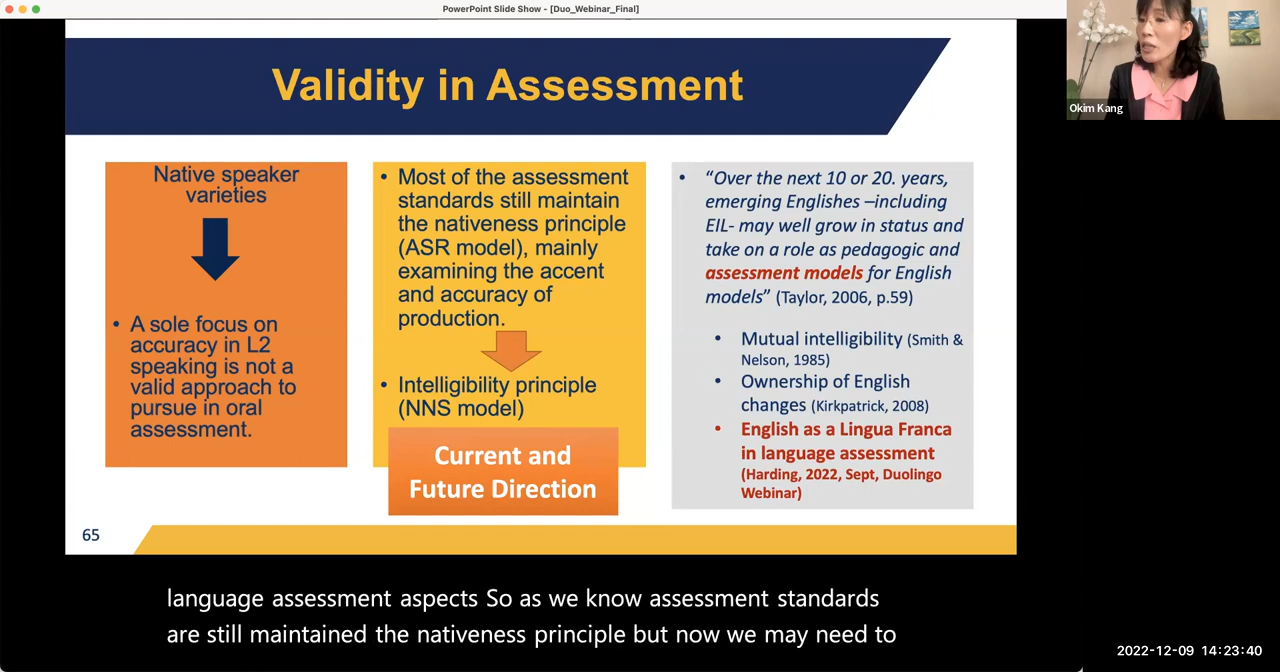 PowerPoint Slide Show - [Duo_Webinar_Final]
Validity in Assessment
Native speaker
varieties
• A sole focus on
accuracy in L2
speaking is not a
valid approach to
pursue in oral
assessment.
• Most of the assessment
standards still maintain
the nativeness principle
(ASR model), mainly
examining the accent
and accuracy of
production.
• Intelligibility principle
(NNS model)
Current and
Future Direction
• “Over the next 10 or 20. years,
emerging Englishes –including
EIL- may well grow in status and
take on a role as pedagogic and
assessment models for English
models” (Taylor, 2006, p.59)
• Mutual intelligibility (Smith &
Nelson, 1985)
• Ownership of English
changes (Kirkpatrick, 2008)
• English as a Lingua Franca
in language assessment
(Harding, 2022, Sept, Duolingo
Webinar)
65
Okim Kang
language assessment aspects So as we know assessment standards
are still maintained the nativeness principle but now we may need to
2022-12-09 14:23:40